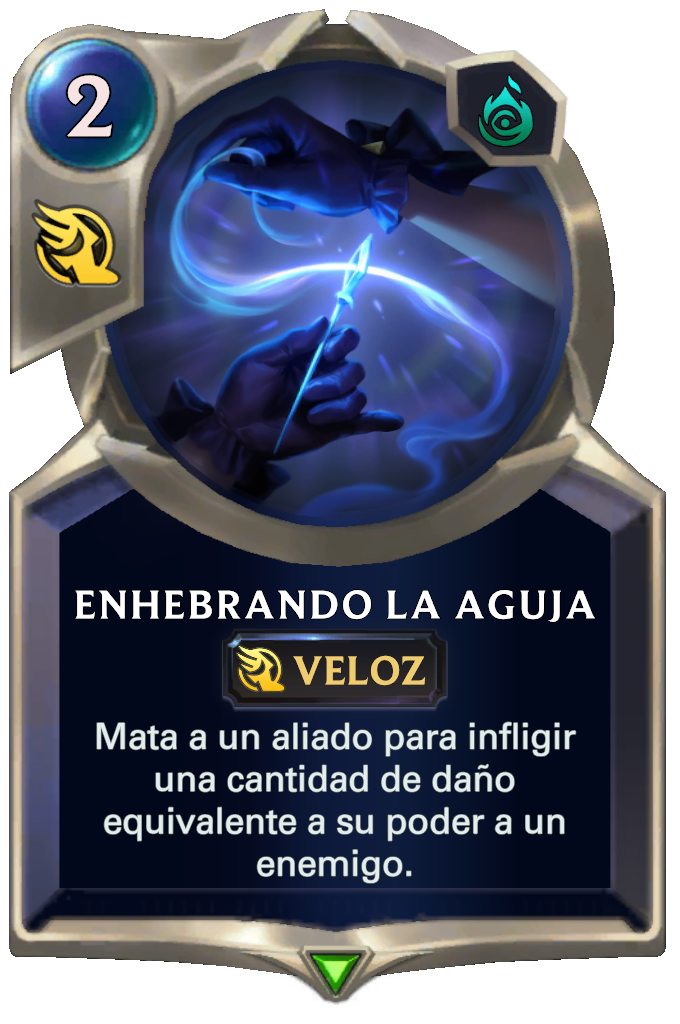 2
ENHEBRANDO LA AGUJA
VELOZ
Mata a un aliado para infligir
una cantidad de daño
equivalente a su poder a un
enemigo.